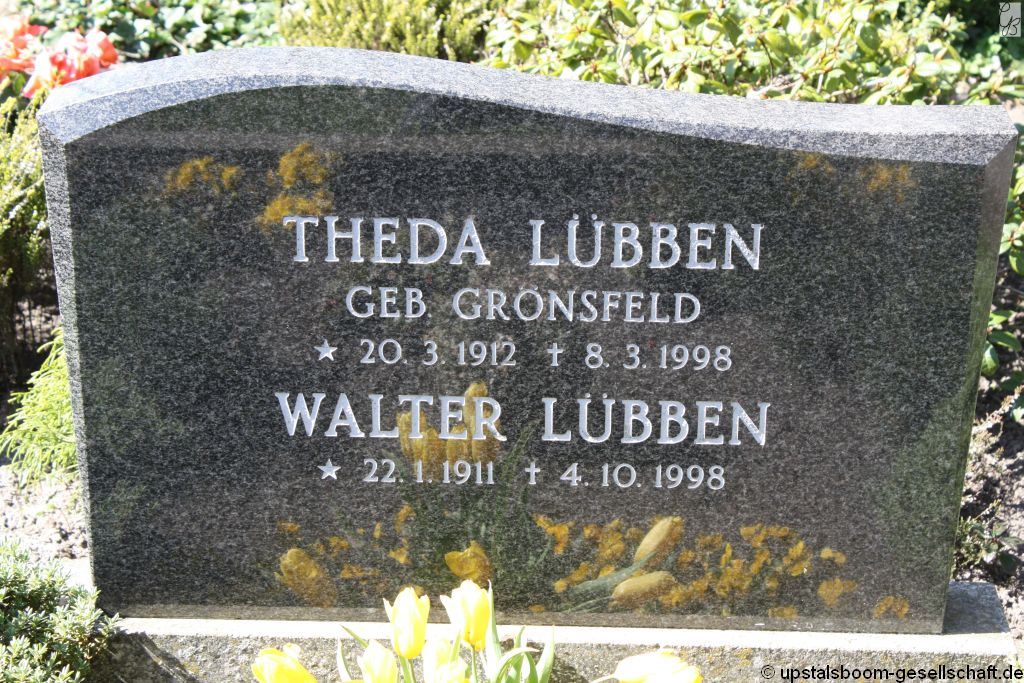 THEDA LÜBBEN
GEB. GRÖNSFELD
★ 20. 3. 1912 † 8. 3. 1998
WALTER LÜBBEN
★ 22. 1. 1911 † 4. 10. 1998
© upstalsboom-gesellschaft.de